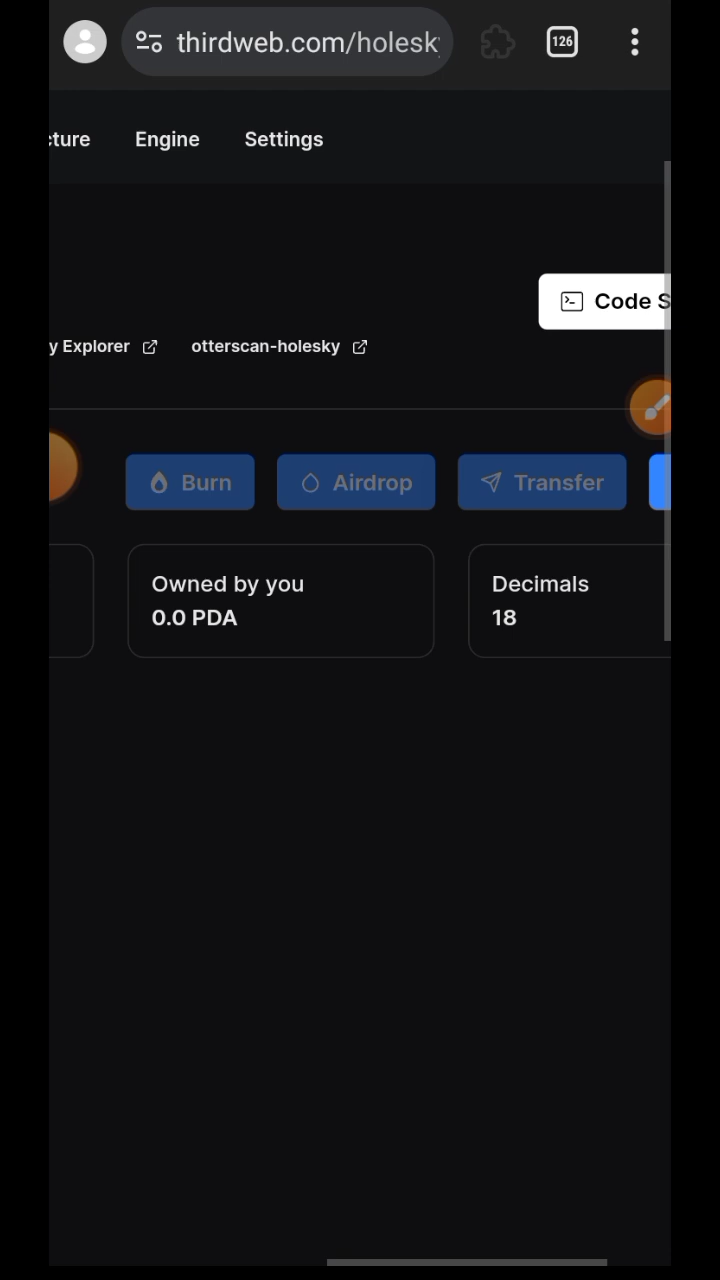 thirdweb.com/holesk
126
cture Engine Settings
Code S
y Explorer otterscan-holesky
Burn Airdrop Transfer
Owned by you
0.0 PDA
Decimals
18